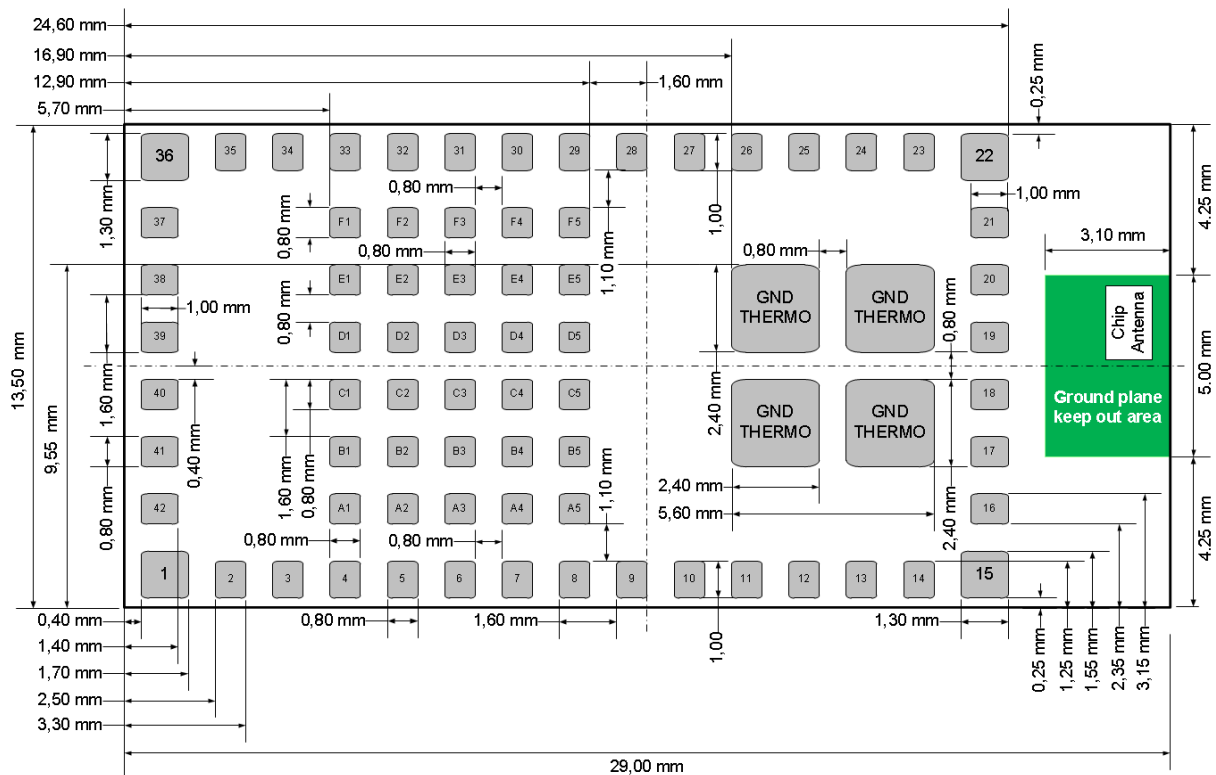 24,60 mm
16,90 mm
12,90 mm
1,60 mm
5,70 mm
0,25 mm
36
35
34
33
32
31
30
29
28
27
26
25
24
23
22
0,80 mm
1,30 mm
1,00
1,00 mm
4.25 mm
37
F1
F2
F3
F4
F5
21
0,80 mm
0,80 mm
1,10 mm
0,80 mm
3,10 mm
38
E1
E2
E3
E4
E5
20
1,00 mm
0,80 mm
GND
THERMO
GND
THERMO
0,80 mm
Chip
Antenna
39
D1
D2
D3
D4
D5
19
13,50 mm
9,55 mm
1,60 mm
5.00 mm
40
C1
C2
C3
C4
C5
18
2,40 mm
GND
THERMO
GND
THERMO
Ground plane
keep out area
41
B1
B2
B3
B4
B5
17
0,40 mm
1,60 mm
0,80 mm
1,10 mm
2,40 mm
5,60 mm
2,40 mm
0,80 mm
42
A1
A2
A3
A4
A5
16
0,80 mm
0,80 mm
4.25 mm
1
2
3
4
5
6
7
8
9
10
11
12
13
14
15
0,40 mm
0,80 mm
1,60 mm
1,00
1,30 mm
0,25 mm
1,25 mm
1,55 mm
2,35 mm
3,15 mm
1,40 mm
1,70 mm
2,50 mm
3,30 mm
29,00 mm